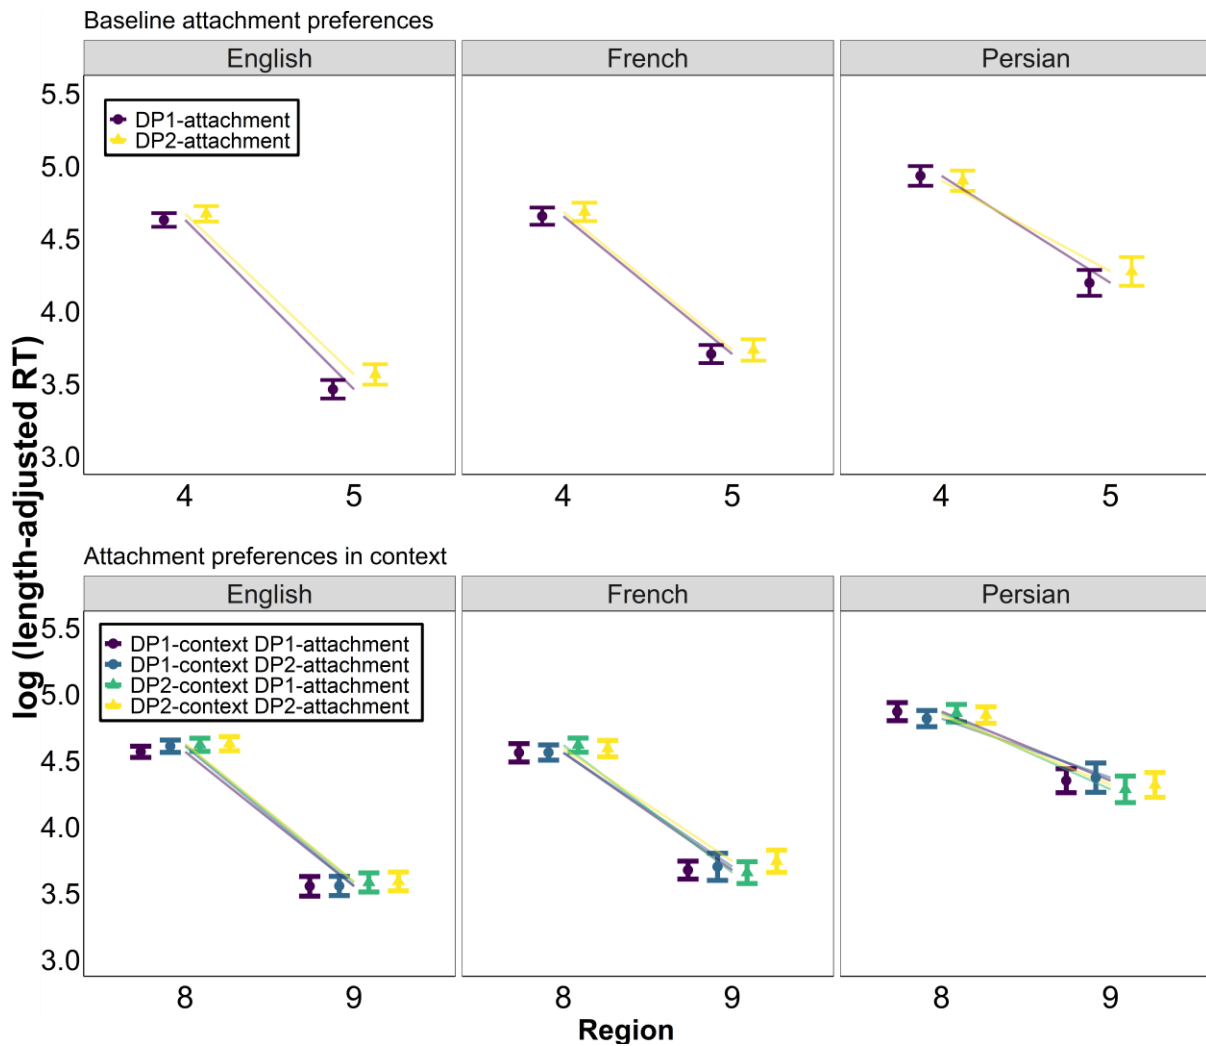 Baseline attachment preferences
English French Persian
DP1-attachment
DP2-attachment
5.5
5.0
4.5
4.0
3.5
3.0
4 5 4 5 4 5
log (length-adjusted RT)
Attachment preferences in context
English French Persian
DP1-context DP1-attachment
DP1-context DP2-attachment
DP2-context DP1-attachment
DP2-context DP2-attachment
5.5
5.0
4.5
4.0
3.5
3.0
8 9 8 9 8 9
Region